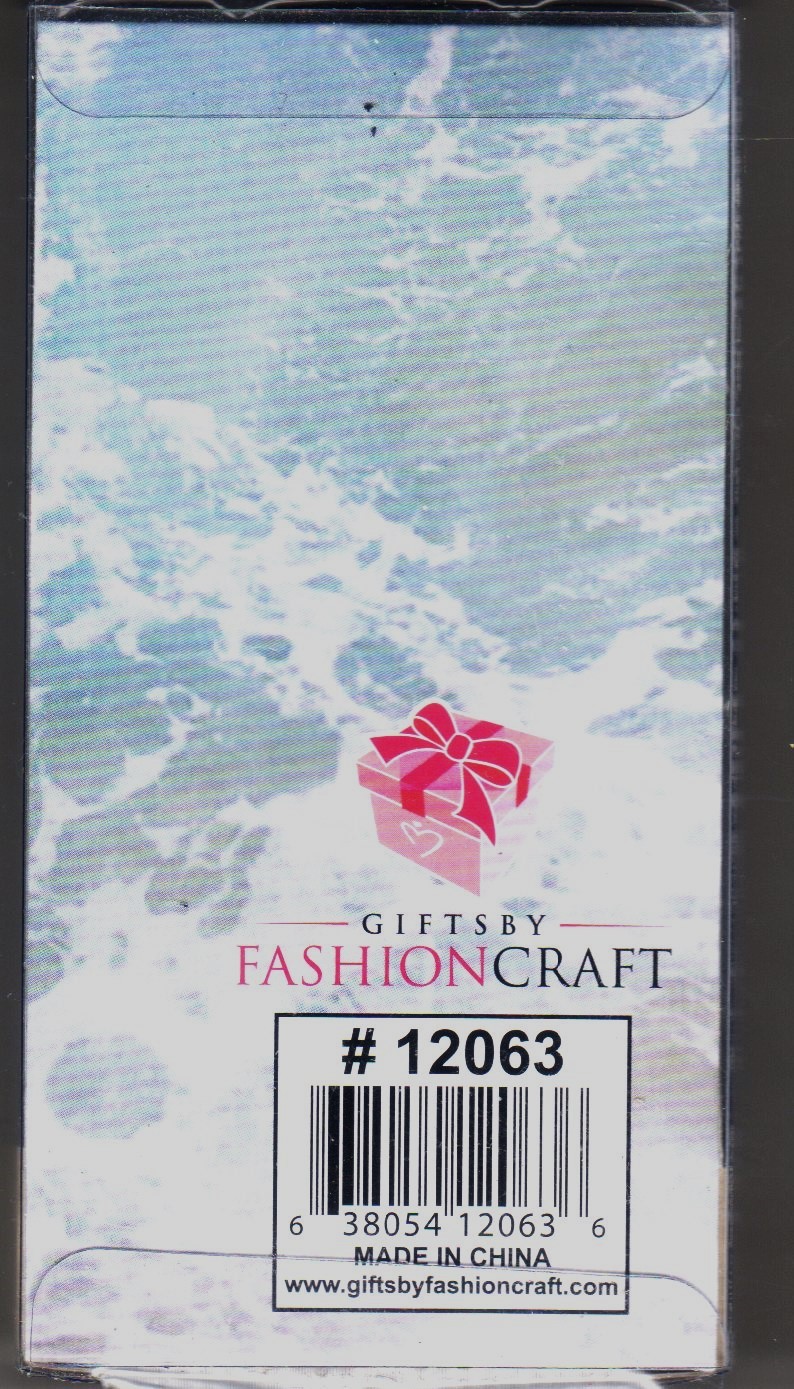 GIFTSBY
FASHIONCRAFT
# 12063
6 38054 12063 6
MADE IN CHINA
www.giftsbyfashioncraft.com